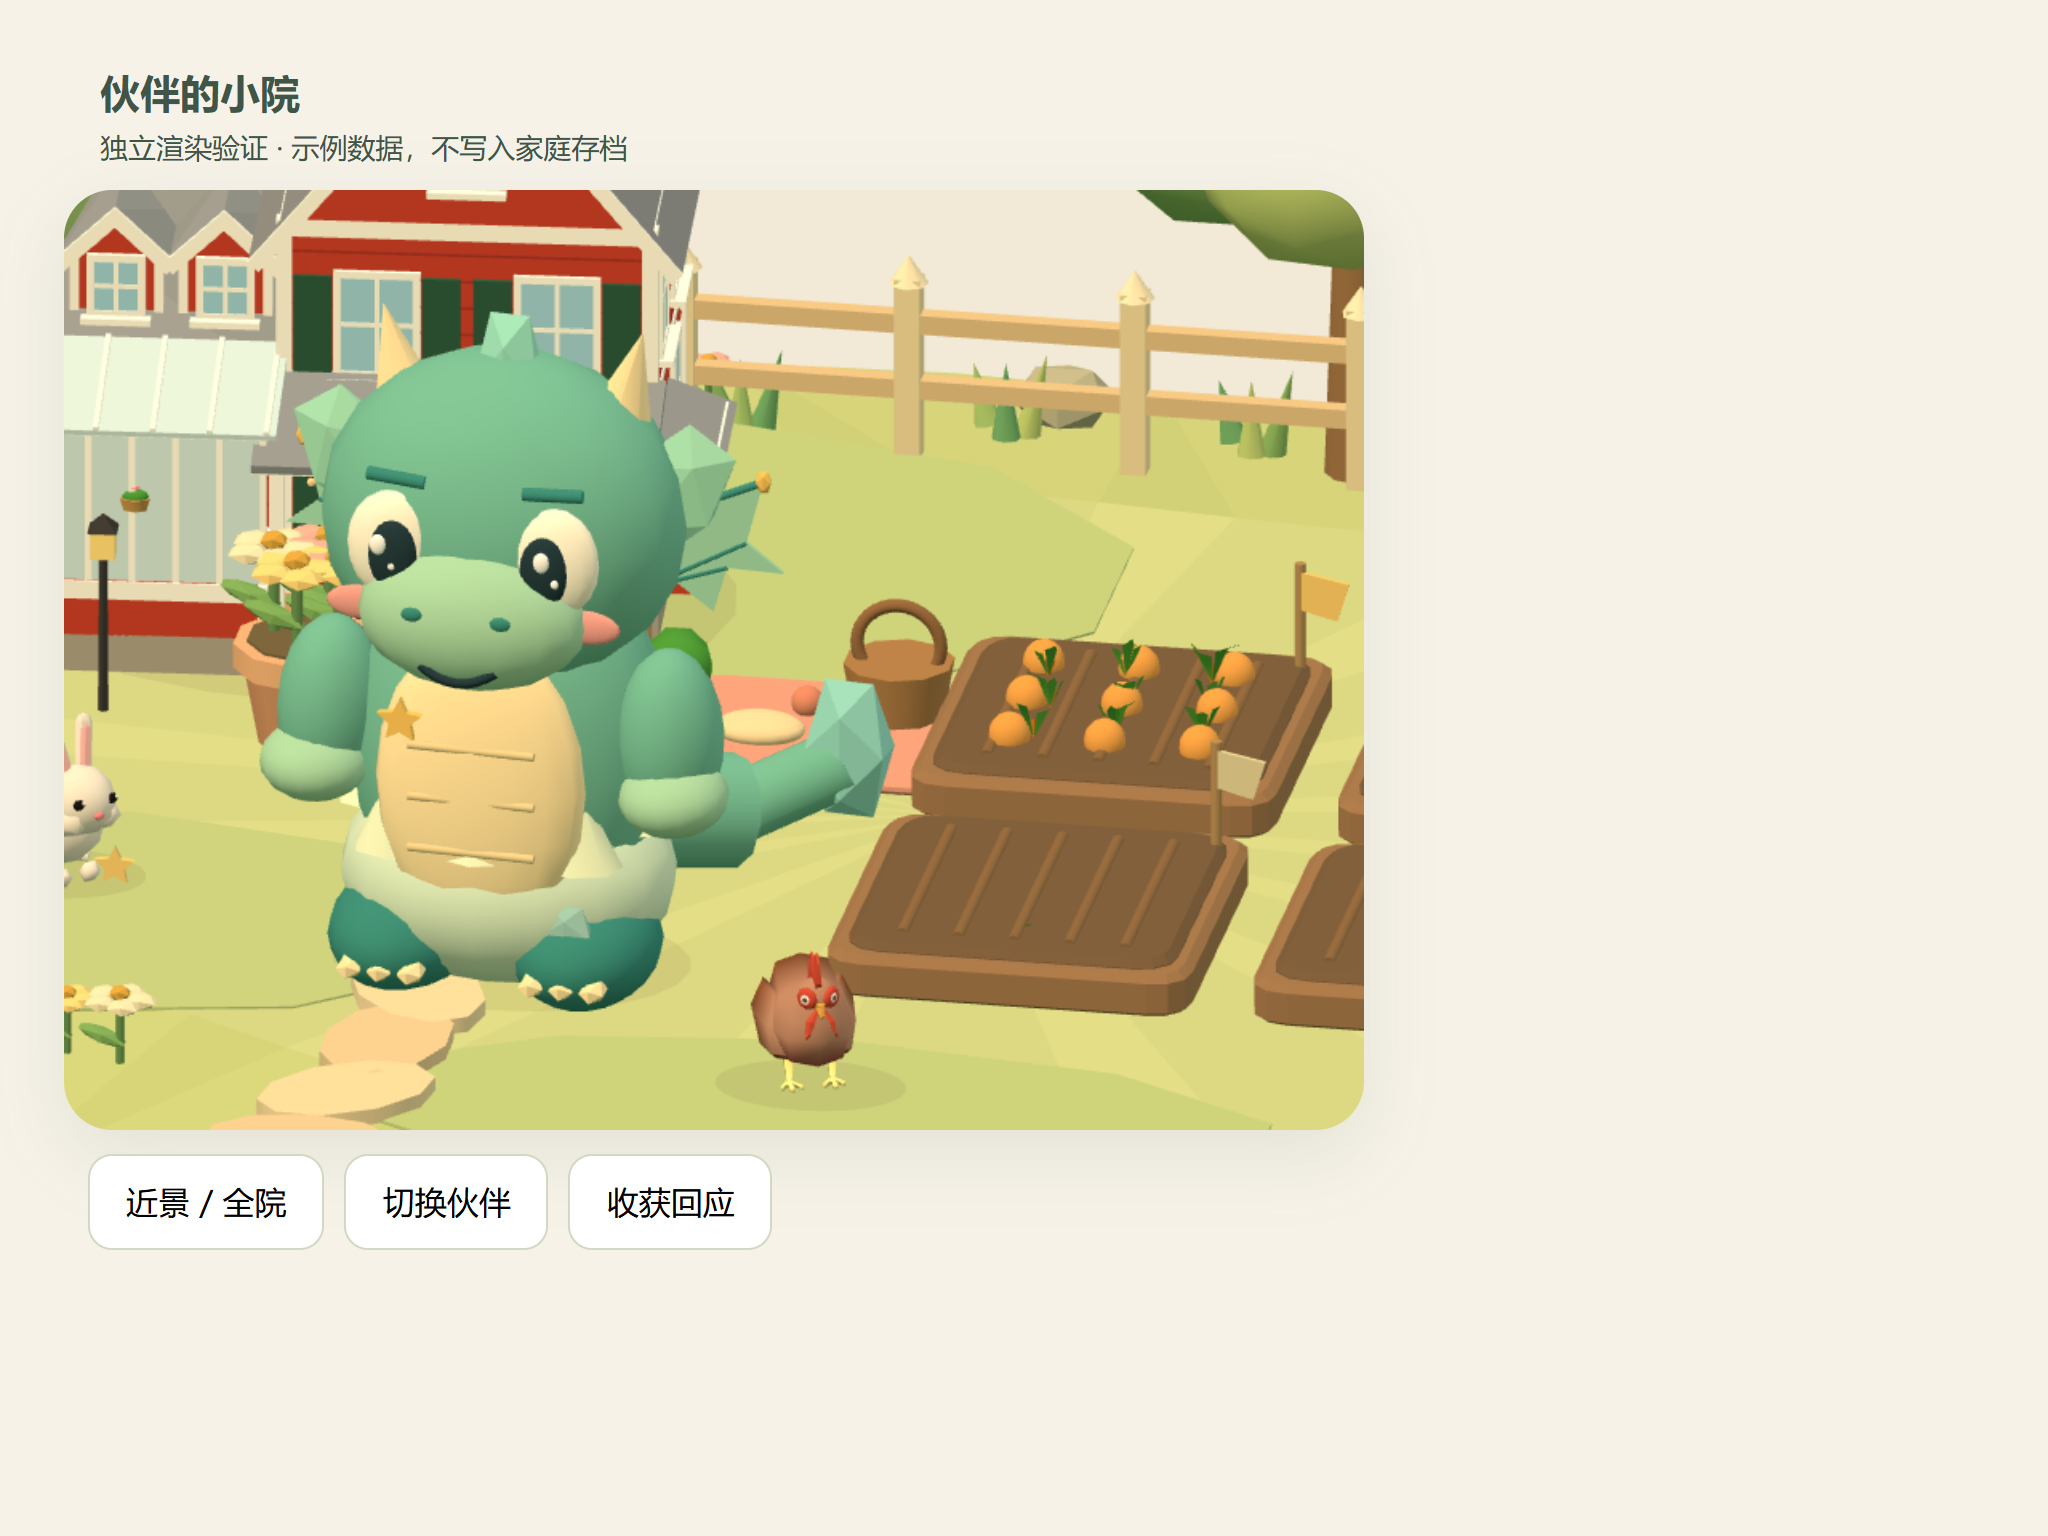 伙伴的小院
独立渲染验证 · 示例数据，不写入家庭存档
近景 / 全院
切换伙伴
收获回应